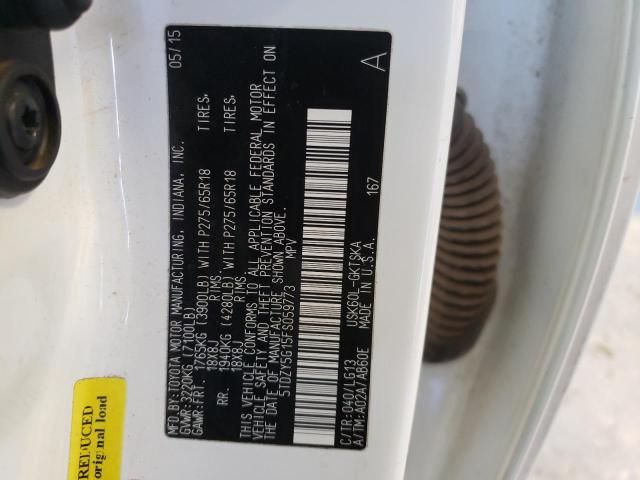 MFD.BY:TOYOTA MOTOR MANUFACTURING, INDIANA, INC. 05/15
GVWR:3220KG (7100LB)
GAWR:FRT. 1765KG (3900LB) WITH P275/65R18 TIRES,
18X8J RIMS,
RR. 1940KG (4280LB) WITH P275/65R18 TIRES,
18X8J RIMS,
THIS VEHICLE CONFORMS TO ALL APPLICABLE FEDERAL MOTOR
VEHICLE SAFETY AND THEFT PREVENTION STANDARDS IN EFFECT ON
THE DATE OF MANUFACTURE SHOWN ABOVE.
5TDZY5G15FS059773 MPV
C/TR:040/LG13 USK60L-GKTSKA A
A/TM:A02A/AB60E MADE IN U.S.A. 167
REDUCED
original load